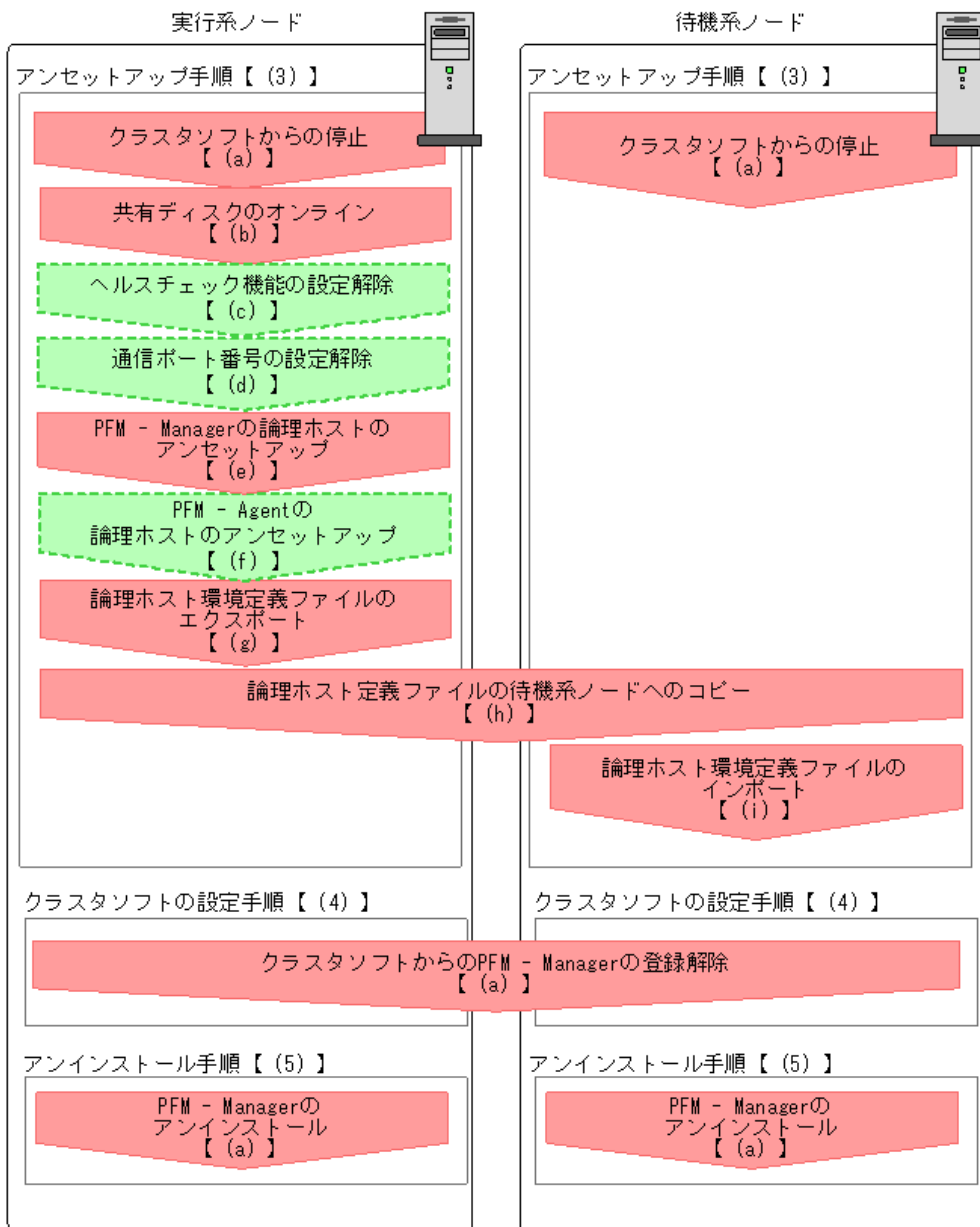 実行系ノード
待機系ノード
アンセットアップ手順【 (3) 】
アンセットアップ手順【 (3) 】
クラスタソフトからの停止
【 (a) 】
クラスタソフトからの停止
【 (a) 】
共有ディスクのオンライン
【 (b) 】
ヘルスチェック機能の設定解除
【 (c) 】
通信ポート番号の設定解除
【 (d) 】
PFM - Managerの論理ホストの
アンセットアップ
【 (e) 】
PFM - Agentの
論理ホストのアンセットアップ
【 (f) 】
論理ホスト環境定義ファイルの
エクスポート
【 (g) 】
論理ホスト定義ファイルの待機系ノードへのコピー
【 (h) 】
論理ホスト環境定義ファイルの
インポート
【 (i) 】
クラスタソフトの設定手順【 (4) 】
クラスタソフトの設定手順【 (4) 】
クラスタソフトからのPFM - Managerの登録解除
【 (a) 】
アンインストール手順【 (5) 】
アンインストール手順【 (5) 】
PFM - Managerの
アンインストール
【 (a) 】
PFM - Managerの
アンインストール
【 (a) 】